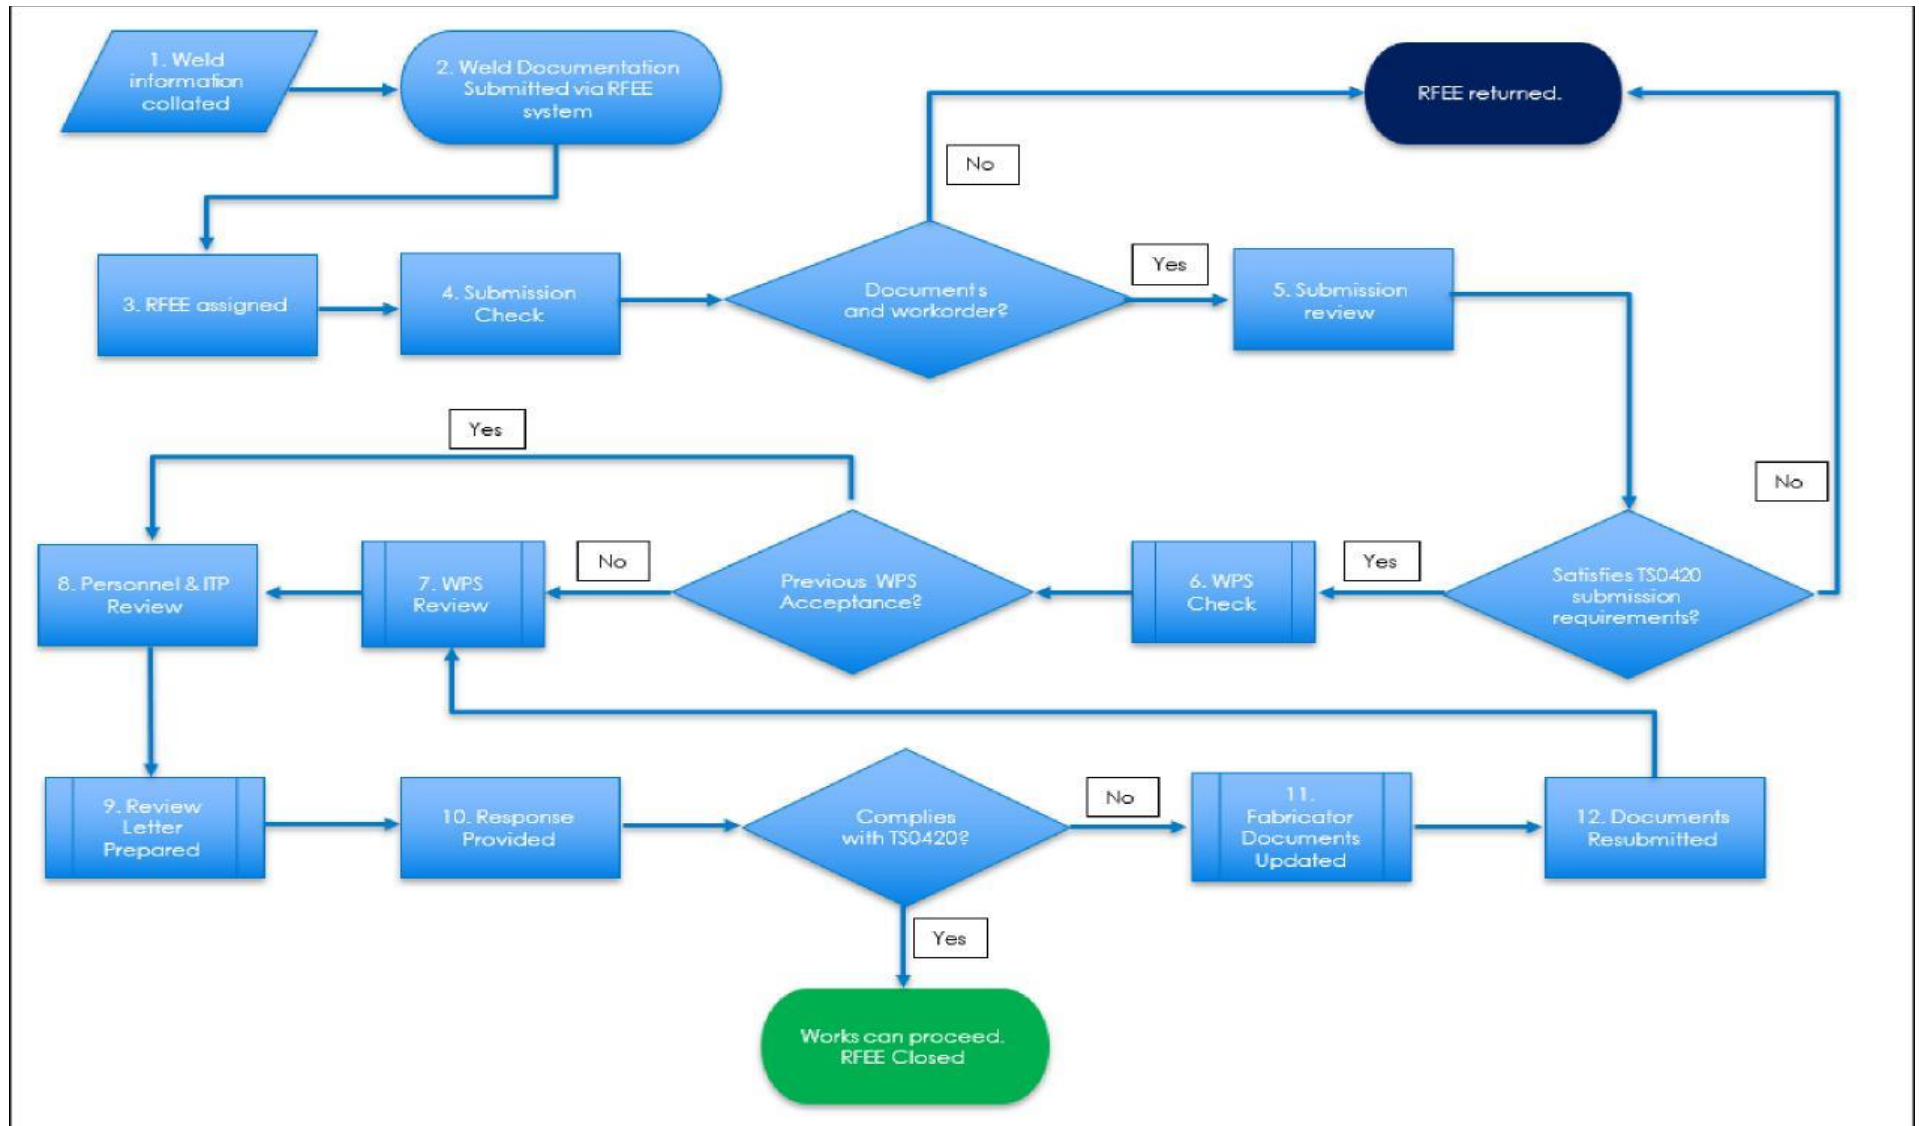 1. Weld
information
collated
2. Weld Documentation
Submitted via RFEE
system
RFEE returned.
No
3. RFEE assigned
4. Submission
Check
Documents
and workorder?
Yes
5. Submission
review
Yes
No
8. Personnel & ITP
Review
7. WPS
Review
No
Previous WPS
Acceptance?
6. WPS
Check
Yes
Satisfies TS0420
submission
requirements?
9. Review
Letter
Prepared
10. Response
Provided
Complies
with TS0420?
No
11.
Fabricator
Documents
Updated
12. Documents
Resubmitted
Yes
Works can proceed.
RFEE Closed